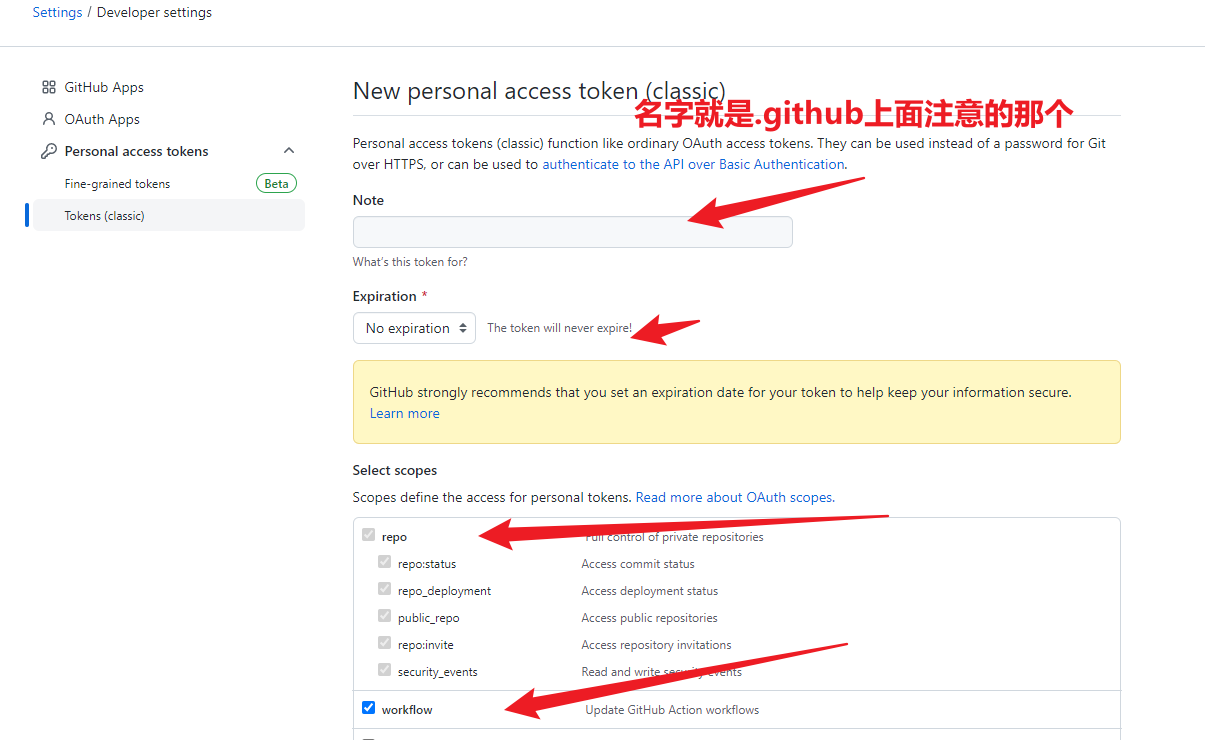 Settings / Developer settings
GitHub Apps
OAuth Apps
Personal access tokens
Fine-grained tokens Beta
Tokens (classic)
New personal access token (classic)
名字就是.github上面注意的那个
Personal access tokens (classic) function like ordinary OAuth access tokens. They can be used instead of a password for Git
over HTTPS, or can be used to authenticate to the API over Basic Authentication.
Note
What's this token for?
Expiration *
No expiration The token will never expire!
GitHub strongly recommends that you set an expiration date for your token to help keep your information secure.
Learn more
Select scopes
Scopes define the access for personal tokens. Read more about OAuth scopes.
repo Full control of private repositories
repo:status Access commit status
repo_deployment Access deployment status
public_repo Access public repositories
repo:invite Access repository invitations
security_events Read and write security events
workflow Update GitHub Action workflows